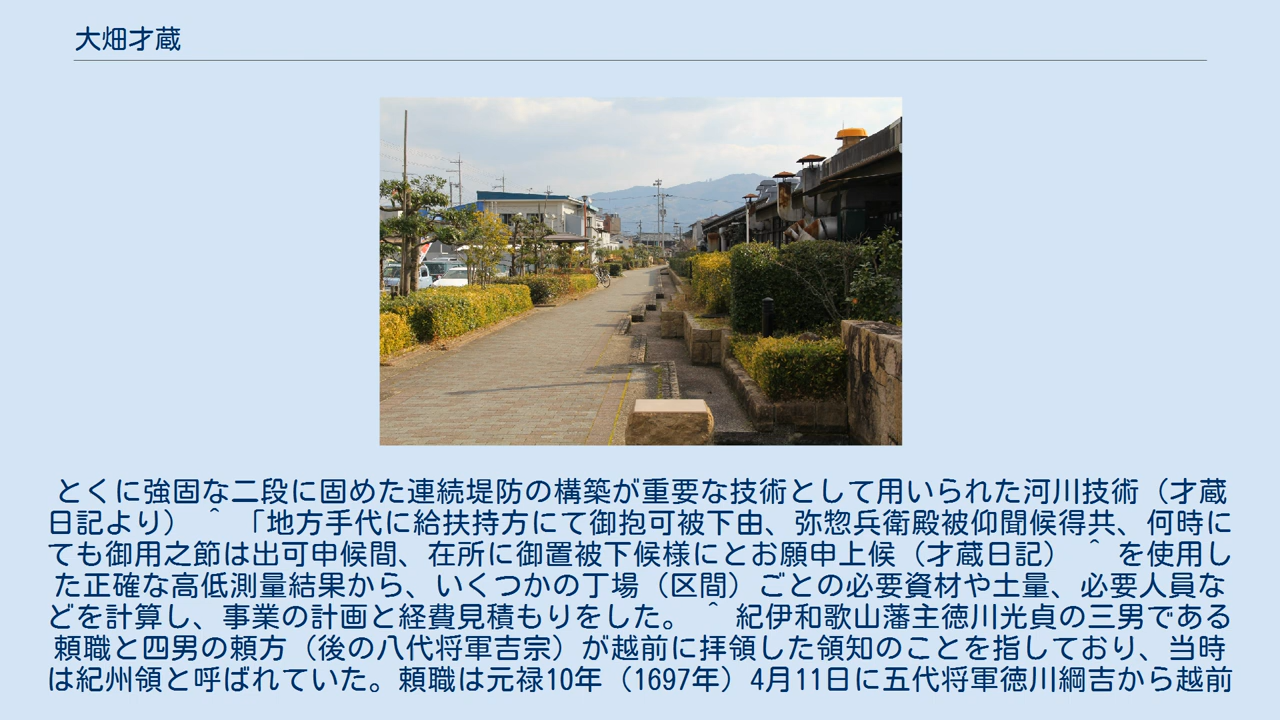 大畑才蔵
とくに強固な二段に固めた連続堤防の構築が重要な技術として用いられた河川技術（才蔵
日記より） ^ 「地方手代に給扶持方にて御抱可被下由、弥惣兵衛殿被仰聞候得共、何時に
ても御用之節は出可申候間、在所に御置被下候様にとお願申上候（才蔵日記） ^ を使用し
た正確な高低測量結果から、いくつかの丁場（区間）ごとの必要資材や土量、必要人員な
どを計算し、事業の計画と経費見積もりをした。 ^ 紀伊和歌山藩主徳川光貞の三男である
頼職と四男の頼方（後の八代将軍吉宗）が越前に拝領した領知のことを指しており、当時
は紀州領と呼ばれていた。頼職は元禄10年（1697年）4月11日に五代将軍徳川綱吉から越前